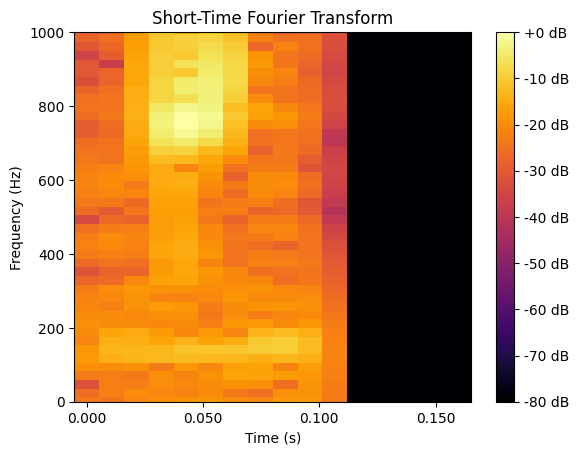 Short-Time Fourier Transform
1000
800
600
400
200
0
Frequency (Hz)
0.000
0.050
0.100
0.150
Time (s)
+0 dB
-10 dB
-20 dB
-30 dB
-40 dB
-50 dB
-60 dB
-70 dB
-80 dB